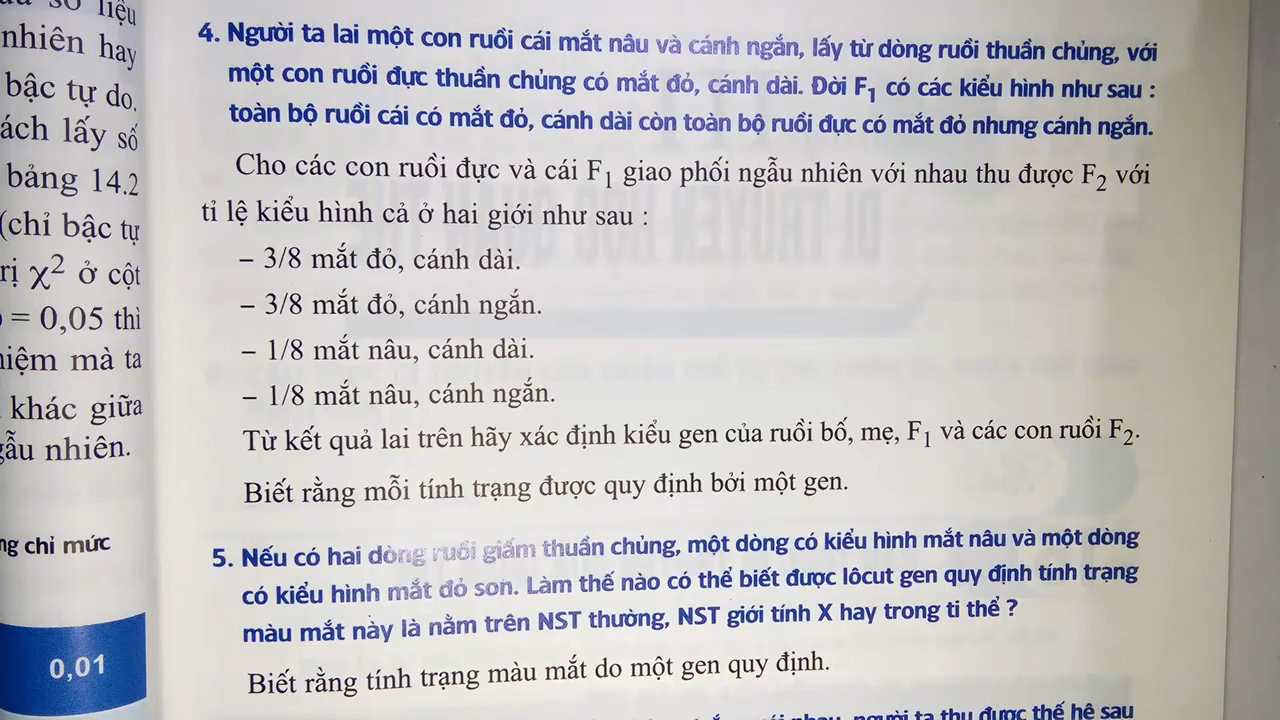 số liệu
nhiên hay
bậc tự do.
ách lấy số
bảng 14.2
(chỉ bậc tự
rị χ² ở cột
= 0,05 thì
niệm mà ta
khác giữa
gẫu nhiên.
ng chỉ mức
0,01
4. Người ta lai một con ruồi cái mắt nâu và cánh ngắn, lấy từ dòng ruồi thuần chủng, với
một con ruồi đực thuần chủng có mắt đỏ, cánh dài. Đời F₁ có các kiểu hình như sau :
toàn bộ ruồi cái có mắt đỏ, cánh dài còn toàn bộ ruồi đực có mắt đỏ nhưng cánh ngắn.
Cho các con ruồi đực và cái F₁ giao phối ngẫu nhiên với nhau thu được F₂ với
tỉ lệ kiểu hình cả ở hai giới như sau :
– 3/8 mắt đỏ, cánh dài.
– 3/8 mắt đỏ, cánh ngắn.
– 1/8 mắt nâu, cánh dài.
– 1/8 mắt nâu, cánh ngắn.
Từ kết quả lai trên hãy xác định kiểu gen của ruồi bố, mẹ, F₁ và các con ruồi F₂.
Biết rằng mỗi tính trạng được quy định bởi một gen.
5. Nếu có hai dòng ruồi giấm thuần chủng, một dòng có kiểu hình mắt nâu và một dòng
có kiểu hình mắt đỏ son. Làm thế nào có thể biết được lôcut gen quy định tính trạng
màu mắt này là nằm trên NST thường, NST giới tính X hay trong ti thể ?
Biết rằng tính trạng màu mắt do một gen quy định.
người ta thu được thế hệ sau